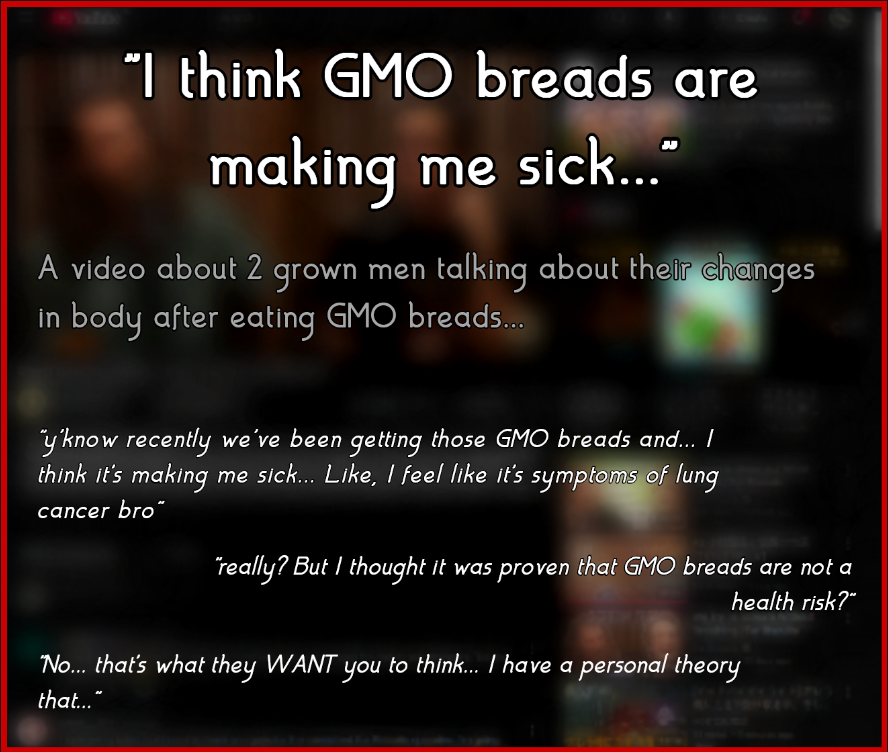 "I think GMO breads are
making me sick..."
A video about 2 grown men talking about their changes
in body after eating GMO breads...
"y'know recently we've been getting those GMO breads and... I
think it's making me sick... Like, I feel like it's symptoms of lung
cancer bro"
"really? But I thought it was proven that GMO breads are not a
health risk?"
"No... that's what they WANT you to think... I have a personal theory
that..."